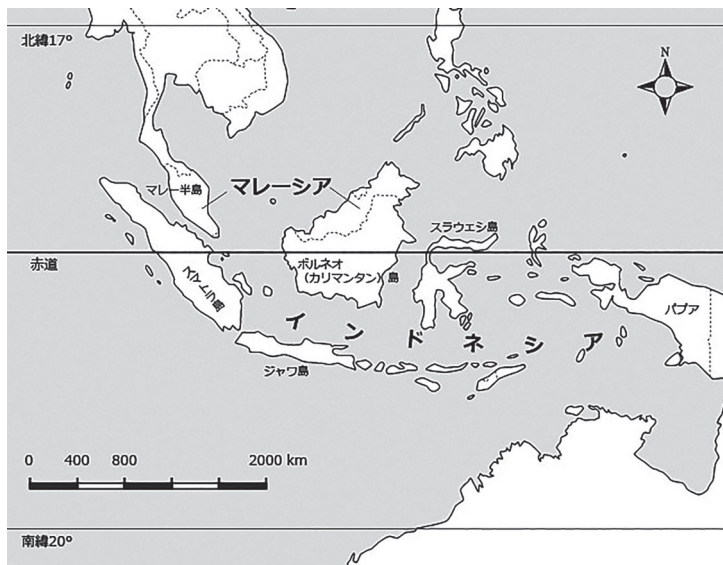 北緯17°
N
マレー半島
マレーシア
スラウェシ島
赤道
ボルネオ
(カリマンタン) 島
スマトラ島
パプア
インドネシア
ジャワ島
0 400 800 2000 km
南緯20°